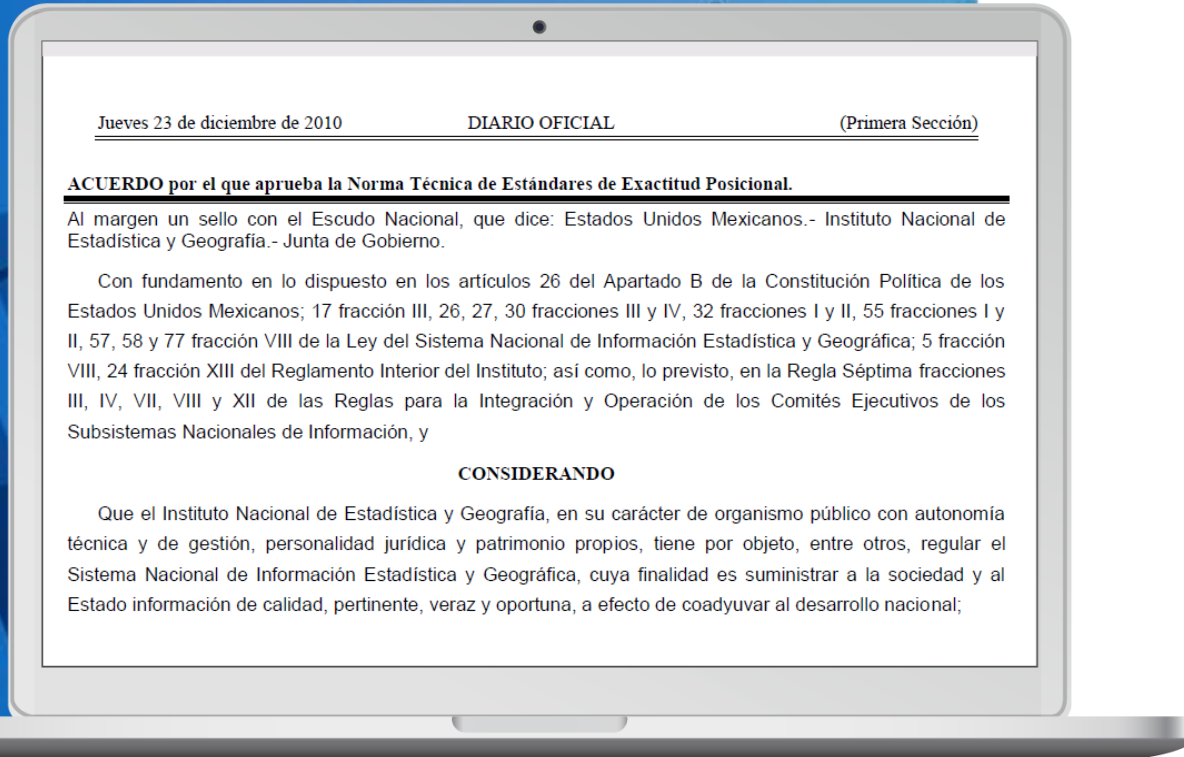 Jueves 23 de diciembre de 2010 DIARIO OFICIAL (Primera Sección)
ACUERDO por el que aprueba la Norma Técnica de Estándares de Exactitud Posicional.
Al margen un sello con el Escudo Nacional, que dice: Estados Unidos Mexicanos.- Instituto Nacional de
Estadística y Geografía.- Junta de Gobierno.
Con fundamento en lo dispuesto en los artículos 26 del Apartado B de la Constitución Política de los
Estados Unidos Mexicanos; 17 fracción III, 26, 27, 30 fracciones III y IV, 32 fracciones I y II, 55 fracciones I y
II, 57, 58 y 77 fracción VIII de la Ley del Sistema Nacional de Información Estadística y Geográfica; 5 fracción
VIII, 24 fracción XIII del Reglamento Interior del Instituto; así como, lo previsto, en la Regla Séptima fracciones
III, IV, VII, VIII y XII de las Reglas para la Integración y Operación de los Comités Ejecutivos de los
Subsistemas Nacionales de Información, y
CONSIDERANDO
Que el Instituto Nacional de Estadística y Geografía, en su carácter de organismo público con autonomía
técnica y de gestión, personalidad jurídica y patrimonio propios, tiene por objeto, entre otros, regular el
Sistema Nacional de Información Estadística y Geográfica, cuya finalidad es suministrar a la sociedad y al
Estado información de calidad, pertinente, veraz y oportuna, a efecto de coadyuvar al desarrollo nacional;